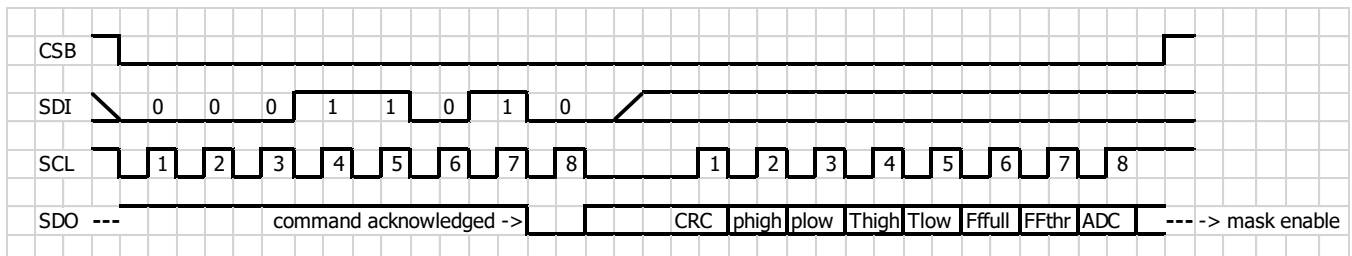 CSB
SDI 0 0 0 1 1 0 1 0
SCL 1 2 3 4 5 6 7 8 1 2 3 4 5 6 7 8
SDO --- command acknowledged -> CRC phigh plow Thigh Tlow Fffull FFthr ADC --- -> mask enable